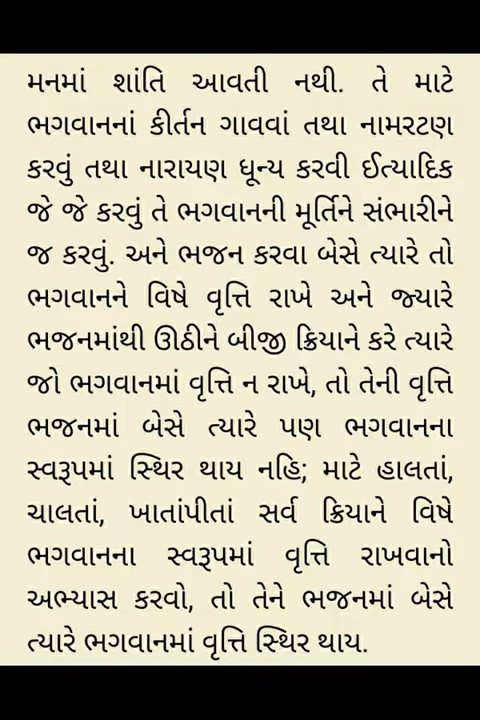 મનમાં શાંતિ આવતી નથી. તે માટે
ભગવાનનાં કીર્તન ગાવવાં તથા નામરટણ
કરવું તથા નારાયણ ધૂન્ય કરવી ઈત્યાદિક
જે જે કરવું તે ભગવાનની મૂર્તિને સંભારીને
જ કરવું. અને ભજન કરવા બેસે ત્યારે તો
ભગવાનને વિષે વૃત્તિ રાખે અને જ્યારે
ભજનમાંથી ઊઠીને બીજી ક્રિયાને કરે ત્યારે
જો ભગવાનમાં વૃત્તિ ન રાખે, તો તેની વૃત્તિ
ભજનમાં બેસે ત્યારે પણ ભગવાનના
સ્વરૂપમાં સ્થિર થાય નહિ; માટે હાલતાં,
ચાલતાં, ખાતાંપીતાં સર્વ ક્રિયાને વિષે
ભગવાનના સ્વરૂપમાં વૃત્તિ રાખવાનો
અભ્યાસ કરવો, તો તેને ભજનમાં બેસે
ત્યારે ભગવાનમાં વૃત્તિ સ્થિર થાય.